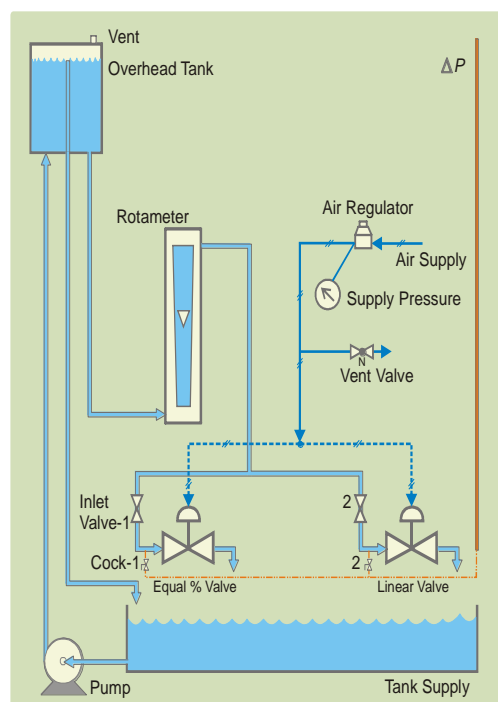 Vent
Overhead Tank
ΔP
Rotameter
Air Regulator
Air Supply
Supply Pressure
N
Vent Valve
Inlet
Valve-1
2
Cock-1
2
Equal % Valve
Linear Valve
Pump
Tank Supply